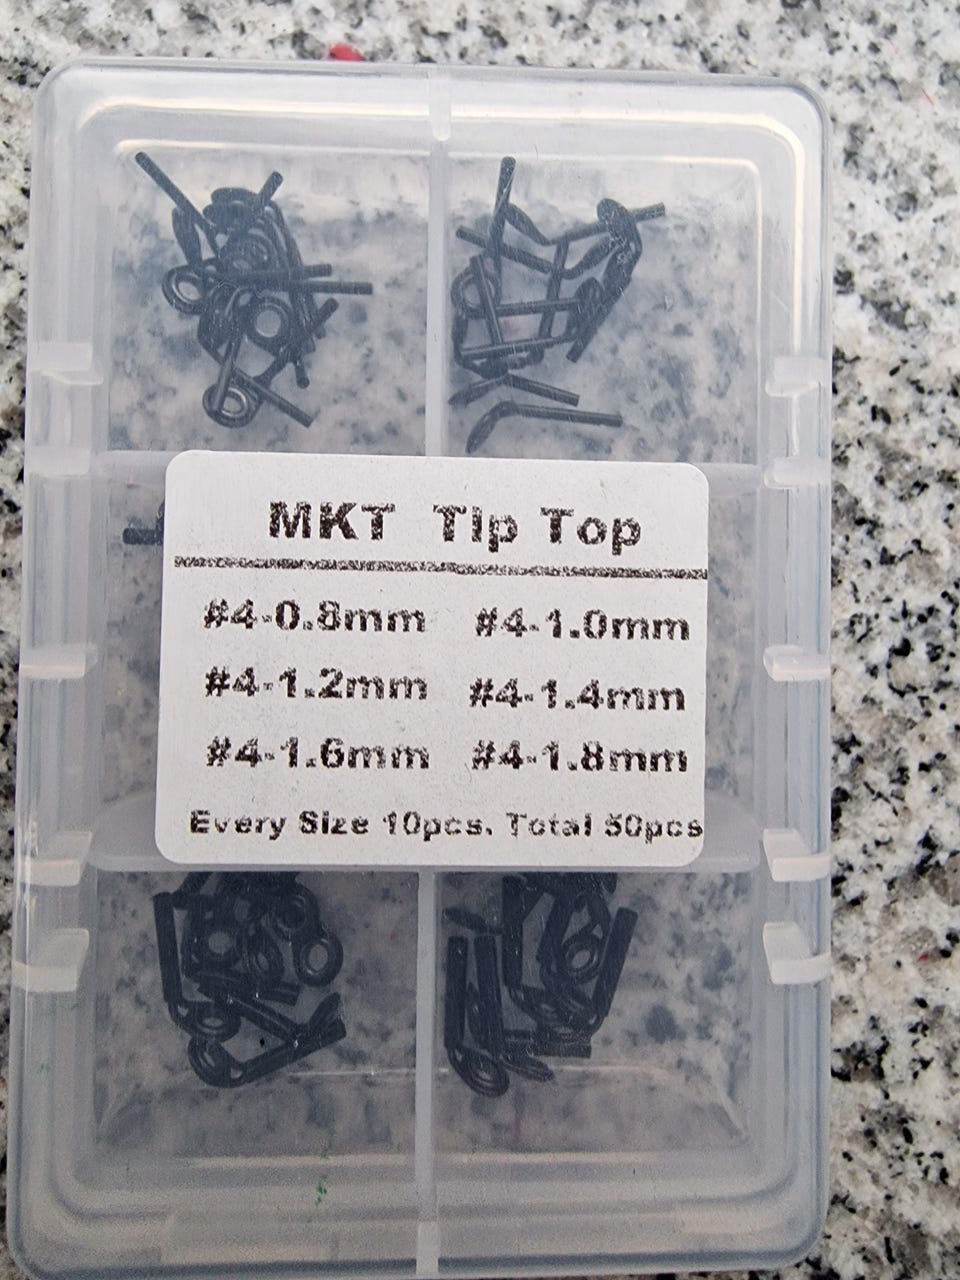 MKT Tip Top
#4-0.8mm #4-1.0mm
#4-1.2mm #4-1.4mm
#4-1.6mm #4-1.8mm
Every Size 10pcs. Total 50pcs